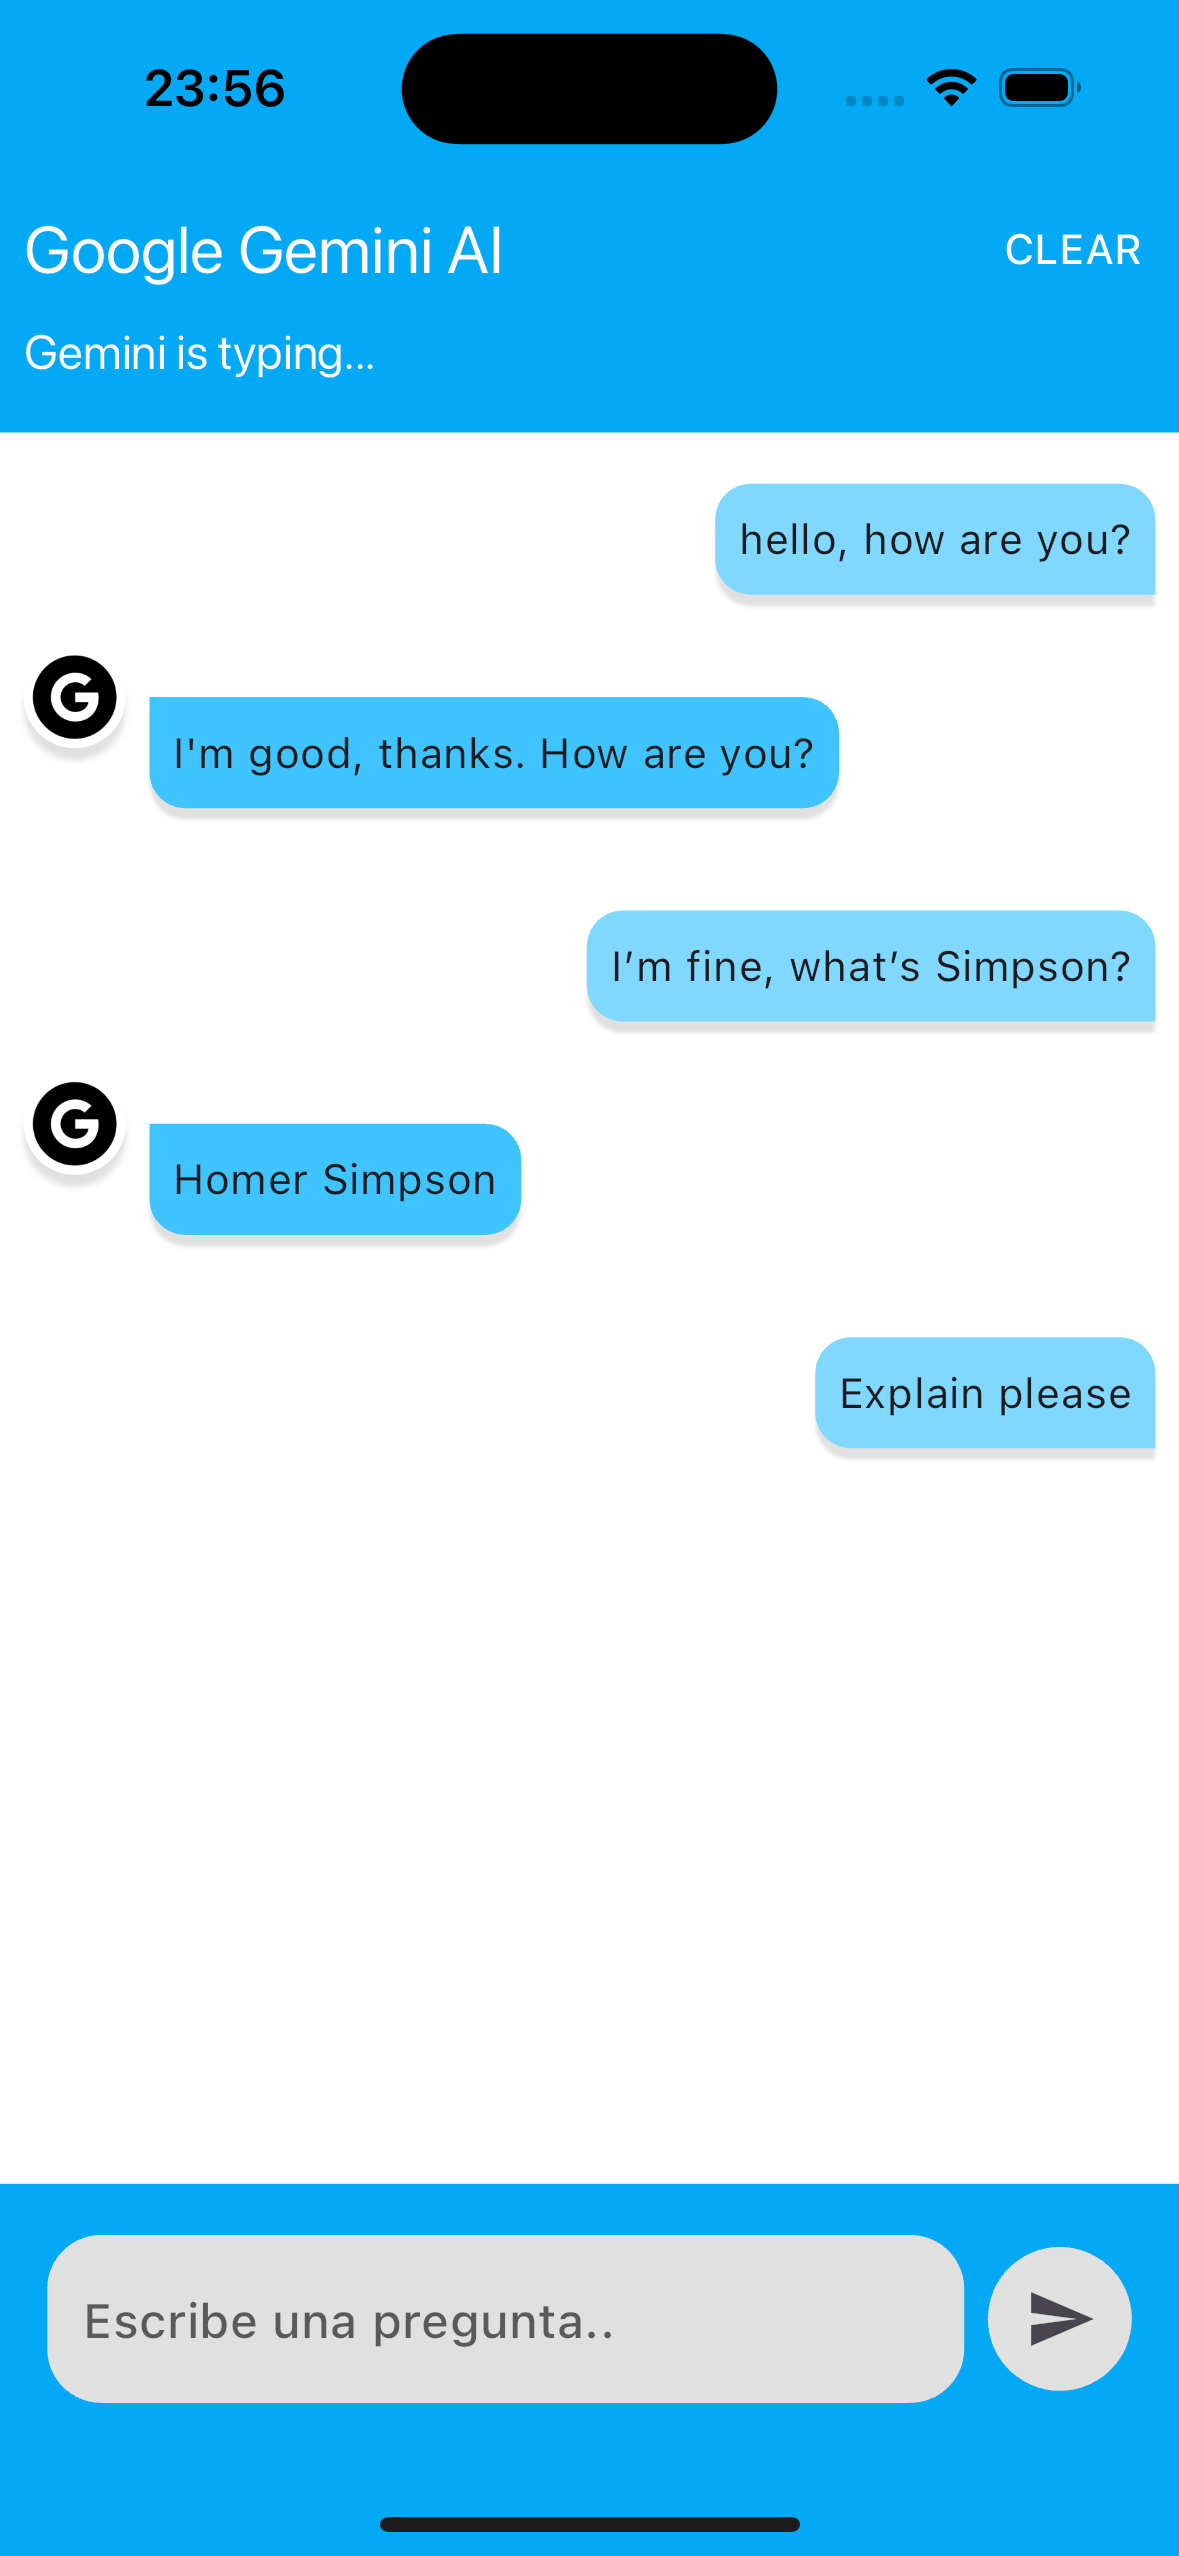 23:56
Google Gemini AI
CLEAR
Gemini is typing...
hello, how are you?
G
I'm good, thanks. How are you?
I’m fine, what’s Simpson?
G
Homer Simpson
Explain please
Escribe una pregunta..